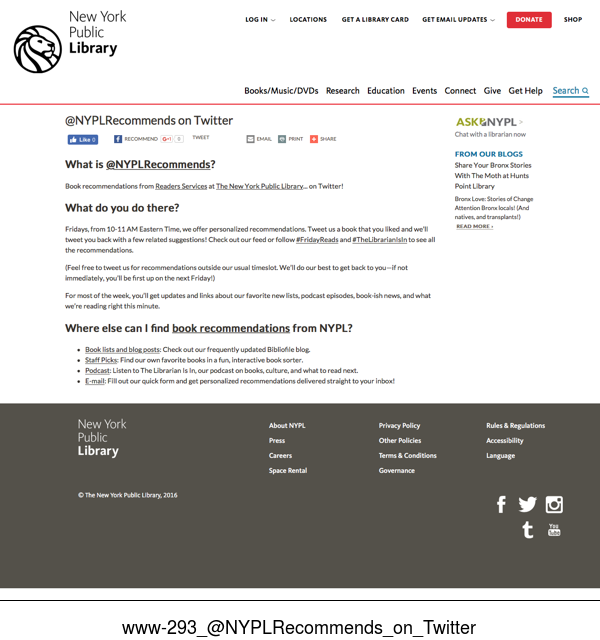 New York
Public
Library
LOG IN
LOCATIONS
GET A LIBRARY CARD
GET EMAIL UPDATES
DONATE
SHOP
Books/Music/DVDs
Research
Education
Events
Connect
Give
Get Help
Search
@NYPLRecommends on Twitter
Like 0
RECOMMEND
G+1
0
TWEET
EMAIL
PRINT
SHARE
What is @NYPLRecommends?
Book recommendations from Readers Services at The New York Public Library... on Twitter!
What do you do there?
Fridays, from 10-11 AM Eastern Time, we offer personalized recommendations. Tweet us a book that you liked and we'll
tweet you back with a few related suggestions! Check out our feed or follow #FridayReads and #TheLibrarianIsIn to see all
the recommendations.
(Feel free to tweet us for recommendations outside our usual timeslot. We'll do our best to get back to you—if not
immediately, you'll be first up on the next Friday!)
For most of the week, you'll get updates and links about our favorite new lists, podcast episodes, book-ish news, and what
we're reading right this minute.
Where else can I find book recommendations from NYPL?
• Book lists and blog posts: Check out our frequently updated Bibliofile blog.
• Staff Picks: Find our own favorite books in a fun, interactive book sorter.
• Podcast: Listen to The Librarian Is In, our podcast on books, culture, and what to read next.
• E-mail: Fill out our quick form and get personalized recommendations delivered straight to your inbox!
ASK NYPL >
Chat with a librarian now
FROM OUR BLOGS
Share Your Bronx Stories
With The Moth at Hunts
Point Library
Bronx Love: Stories of Change
Attention Bronx locals! (And
natives, and transplants!)
READ MORE ›
New York
Public
Library
About NYPL
Press
Careers
Space Rental
Privacy Policy
Other Policies
Terms & Conditions
Governance
Rules & Regulations
Accessibility
Language
© The New York Public Library, 2016
You
Tube
www-293_@NYPLRecommends_on_Twitter